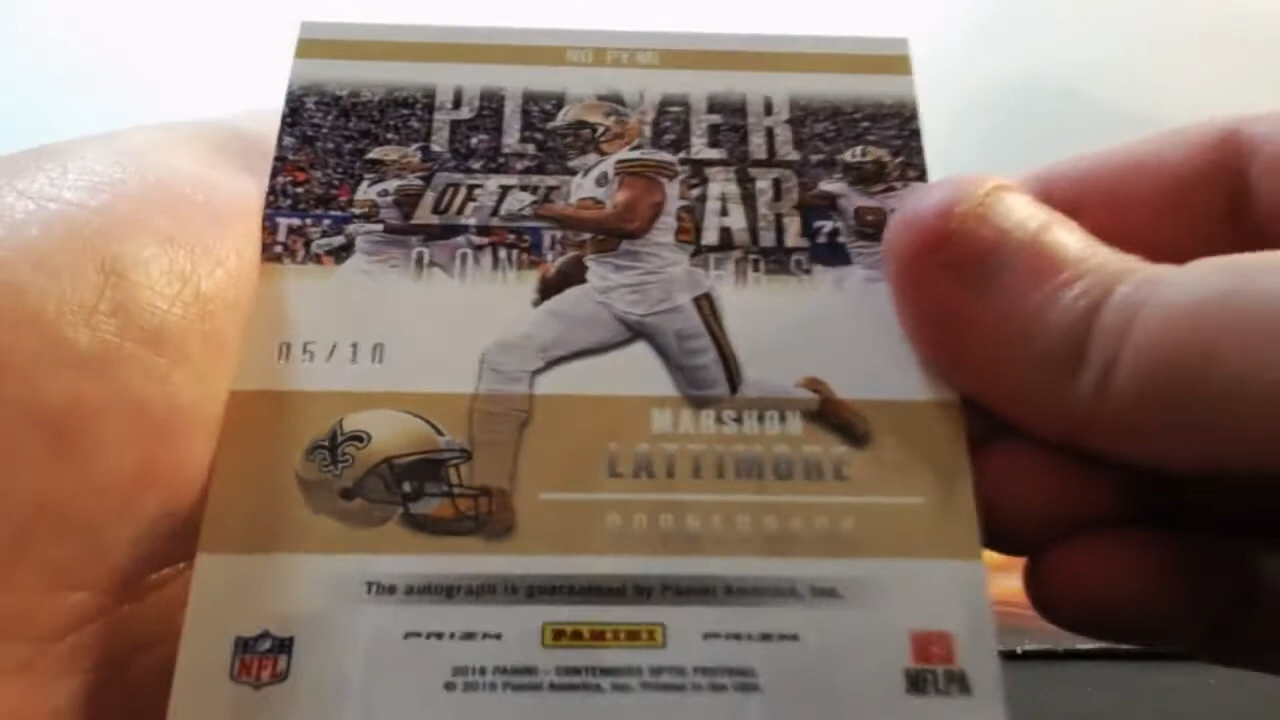 NO. PY-ML
PLAYER
OF THE YEAR
CONTENDERS
05/10
MARSHON
LATTIMORE
CORNERBACK
The autograph is guaranteed by Panini America, Inc.
PRIZM PANINI PRIZM
NFL
NFLPA
2018 PANINI – CONTENDERS OPTIC FOOTBALL
© 2019 Panini America, Inc. Printed in the USA.